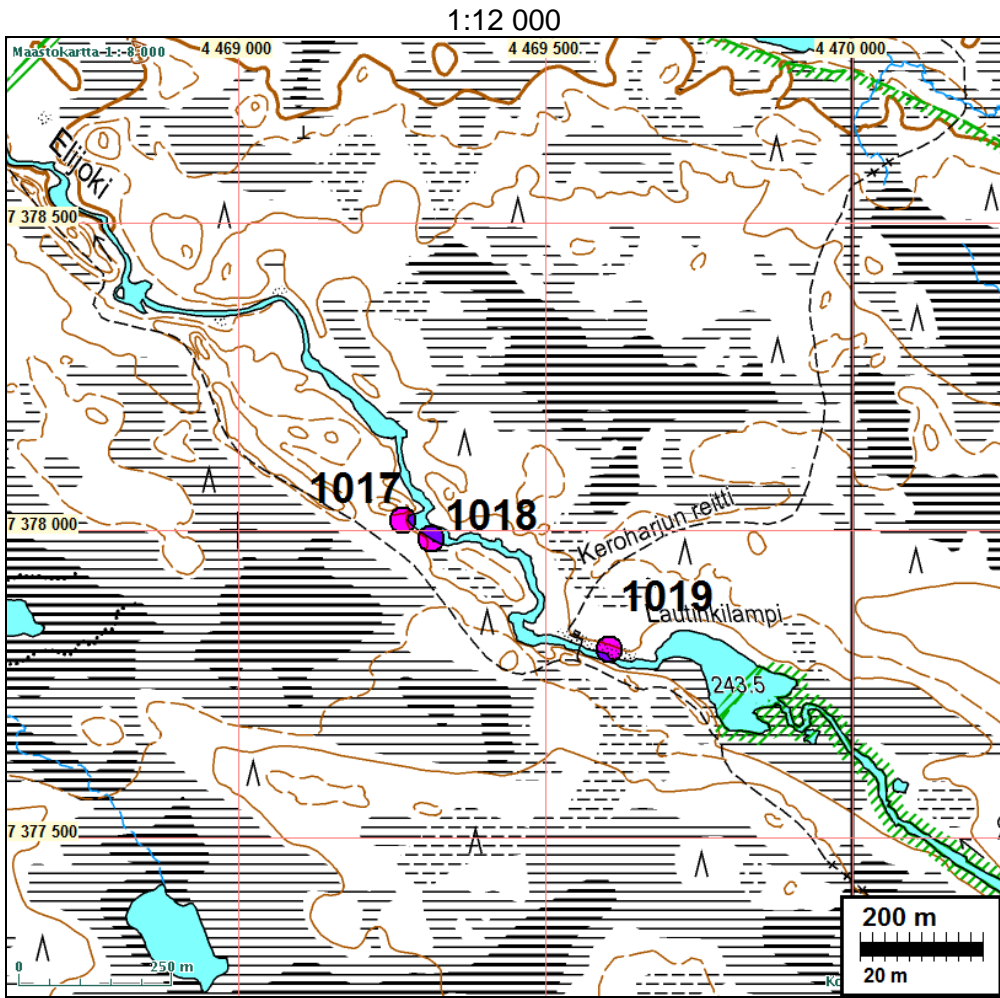 1:12 000
Maastokartta 1:8 000
4 469 000
4 469 500
4 470 000
Elijoki
7 378 500
1017
1018
7 378 000
Keroharjun reitti
1019
Lautinkilampi
243.5
7 377 500
200 m
20 m
0
250 m